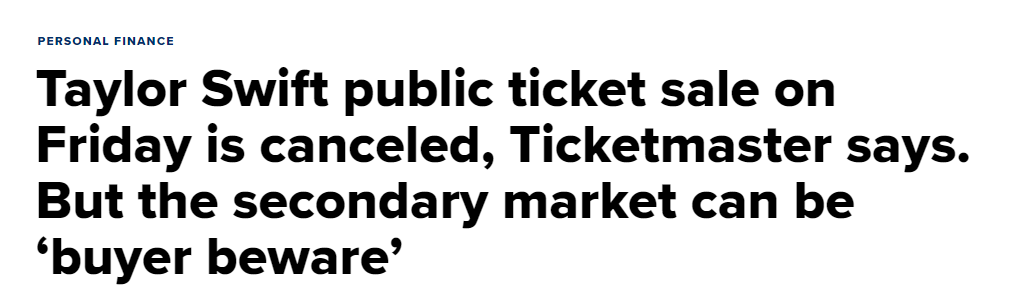 PERSONAL FINANCE
Taylor Swift public ticket sale on
Friday is canceled, Ticketmaster says.
But the secondary market can be
‘buyer beware’